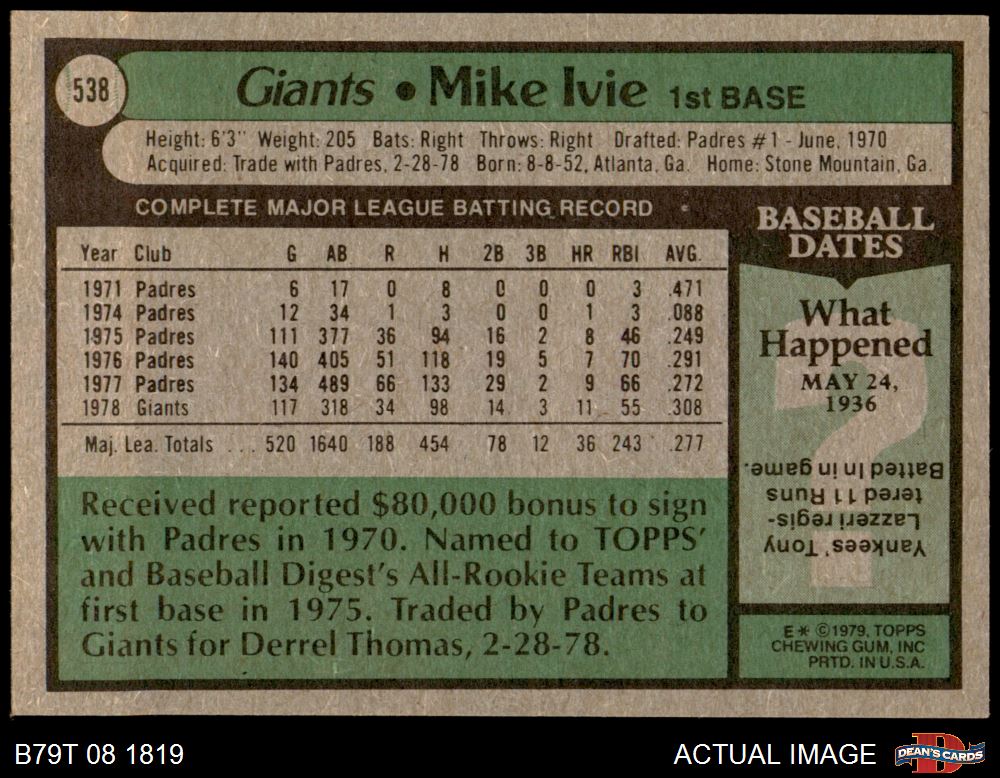 538
Giants • Mike Ivie 1st BASE
Height: 6'3" Weight: 205 Bats: Right Throws: Right Drafted: Padres #1 - June, 1970
Acquired: Trade with Padres, 2-28-78 Born: 8-8-52, Atlanta, Ga. Home: Stone Mountain, Ga.
COMPLETE MAJOR LEAGUE BATTING RECORD
Year Club G AB R H 2B 3B HR RBI AVG.
1971 Padres 6 17 0 8 0 0 0 3 .471
1974 Padres 12 34 1 3 0 0 1 3 .088
1975 Padres 111 377 36 94 16 2 8 46 .249
1976 Padres 140 405 51 118 19 5 7 70 .291
1977 Padres 134 489 66 133 29 2 9 66 .272
1978 Giants 117 318 34 98 14 3 11 55 .308
Maj. Lea. Totals ... 520 1640 188 454 78 12 36 243 .277
Received reported $80,000 bonus to sign
with Padres in 1970. Named to TOPPS'
and Baseball Digest's All-Rookie Teams at
first base in 1975. Traded by Padres to
Giants for Derrel Thomas, 2-28-78.
BASEBALL
DATES
What
Happened
MAY 24,
1936
?
Yankees' Tony
Lazzeri regis-
tered 11 Runs
Batted In in game.
E* ©1979, TOPPS
CHEWING GUM, INC
PRTD. IN U.S.A.
B79T 08 1819
ACTUAL IMAGE
DEAN'S CARDS